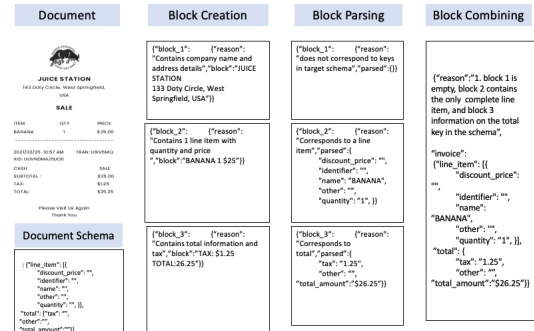 Document
JUICE STATION
143 Doty Circle, West Springfield,
USA
SALE
ITEM QTY PRICE
BANANA 1 $25.00
2021/02/25 10:57 AM
CASH SALE
SUBTOTAL: $25.00
TAX: $1.25
TOTAL:
Please Visit Us Again
Thank You
Document Schema
: {"line_item": [{
"discount_price": "",
"identifier": "",
"name": "",
"other": "",
"quantity": "", }],
"total": {"tax": "",
"other":"",
"total_amount":""}}
Block Creation
{"block_1": {"reason":
"Contains company name and
address details","block":"JUICE
STATION
133 Doty Circle, West
Springfield, USA"}}
{"block_2": {"reason":
"Contains 1 line item with
quantity and price
","block":"BANANA 1 $25"}}
{"block_3": {"reason":
"Contains total information and
tax","block":"TAX: $1.25
TOTAL:26.25"}}
Block Parsing
{"block_1": {"reason":
"does not correspond to keys
in target schema","parsed":{}}
{"block_2": {"reason":
"Corresponds to a line
item","parsed":{
"discount_price": "",
"identifier": "",
"name": "BANANA",
"other": "",
"quantity": "1", }}
{"block_3": {"reason":
"Corresponds to
total","parsed":{
"tax": "1.25",
"other": "",
"total_amount":"$26.25"}}
Block Combining
{"reason":"1. block 1 is
empty, block 2 contains
the only complete line
item, and block 3
information on the total
key in the schema",
"invoice":
{"line_item": [{
"discount_price":
"",
"identifier": "",
"name":
"BANANA",
"other": "",
"quantity": "1", }],
"total": {
"tax": "1.25",
"other": "",
"total_amount":"$26.25"}}